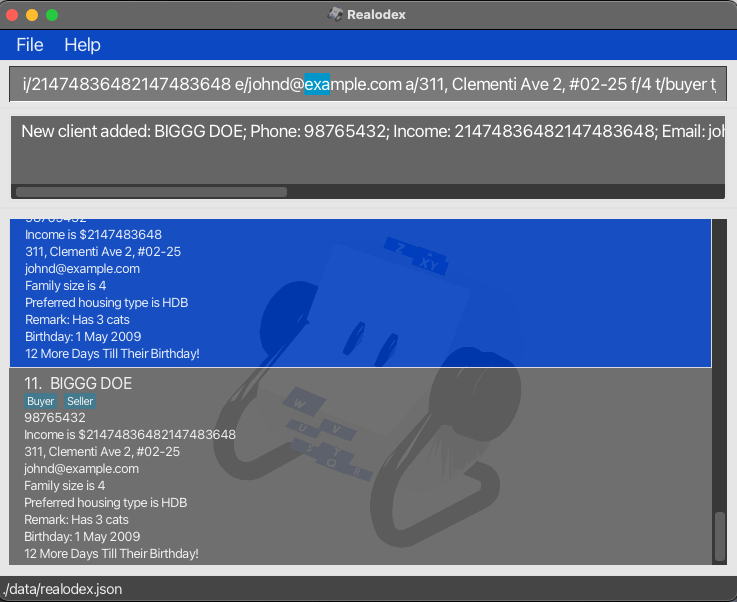 Realodex
File Help
i/21474836482147483648 e/johnd@example.com a/311, Clementi Ave 2, #02-25 f/4 t/buyer t
New client added: BIGGG DOE; Phone: 98765432; Income: 21474836482147483648; Email: joh
98765432
Income is $2147483648
311, Clementi Ave 2, #02-25
johnd@example.com
Family size is 4
Preferred housing type is HDB
Remark: Has 3 cats
Birthday: 1 May 2009
12 More Days Till Their Birthday!
11. BIGGG DOE
Buyer Seller
98765432
Income is $21474836482147483648
311, Clementi Ave 2, #02-25
johnd@example.com
Family size is 4
Preferred housing type is HDB
Remark: Has 3 cats
Birthday: 1 May 2009
12 More Days Till Their Birthday!
Z
XY
W
V
U
T
./data/realodex.json